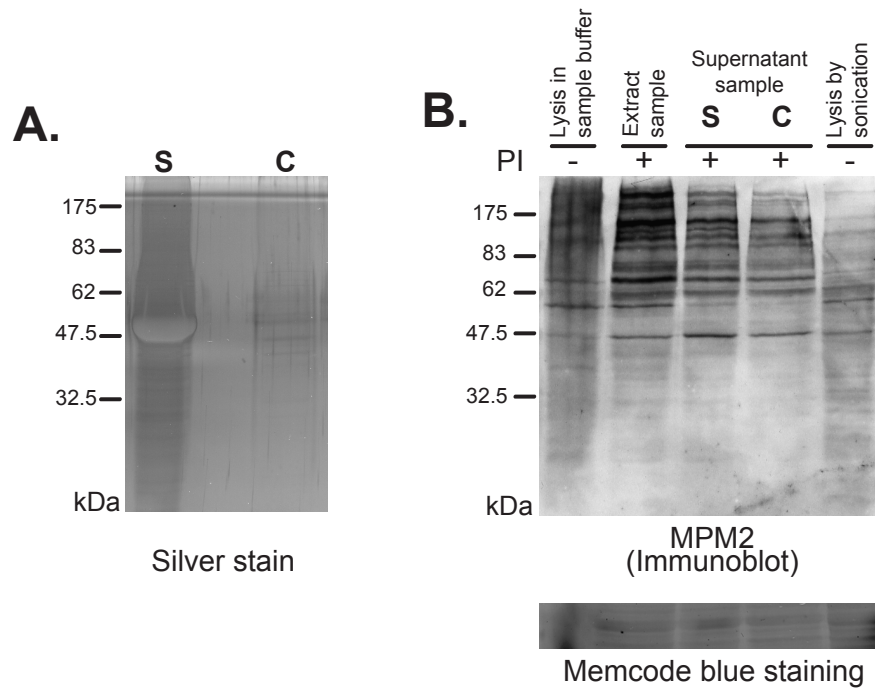 A.
S C
175
83
62
47.5
32.5
kDa
Silver stain
B.
Lysis in
sample buffer
Extract
sample
Supernatant
sample
S C
Lysis by
sonication
PI - + + + -
175
83
62
47.5
32.5
kDa
MPM2
(Immunoblot)
Memcode blue staining